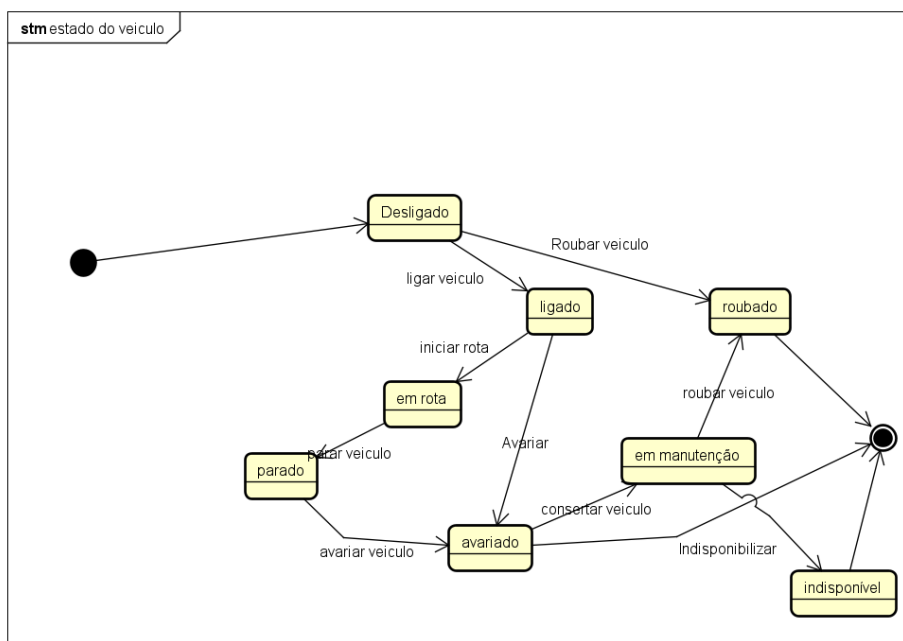 stm estado do veiculo
Desligado
Roubar veiculo
ligar veiculo
ligado
roubado
iniciar rota
em rota
roubar veiculo
parar veiculo
Avariar
em manutenção
parado
consertar veiculo
avariar veiculo
avariado
Indisponibilizar
indisponível